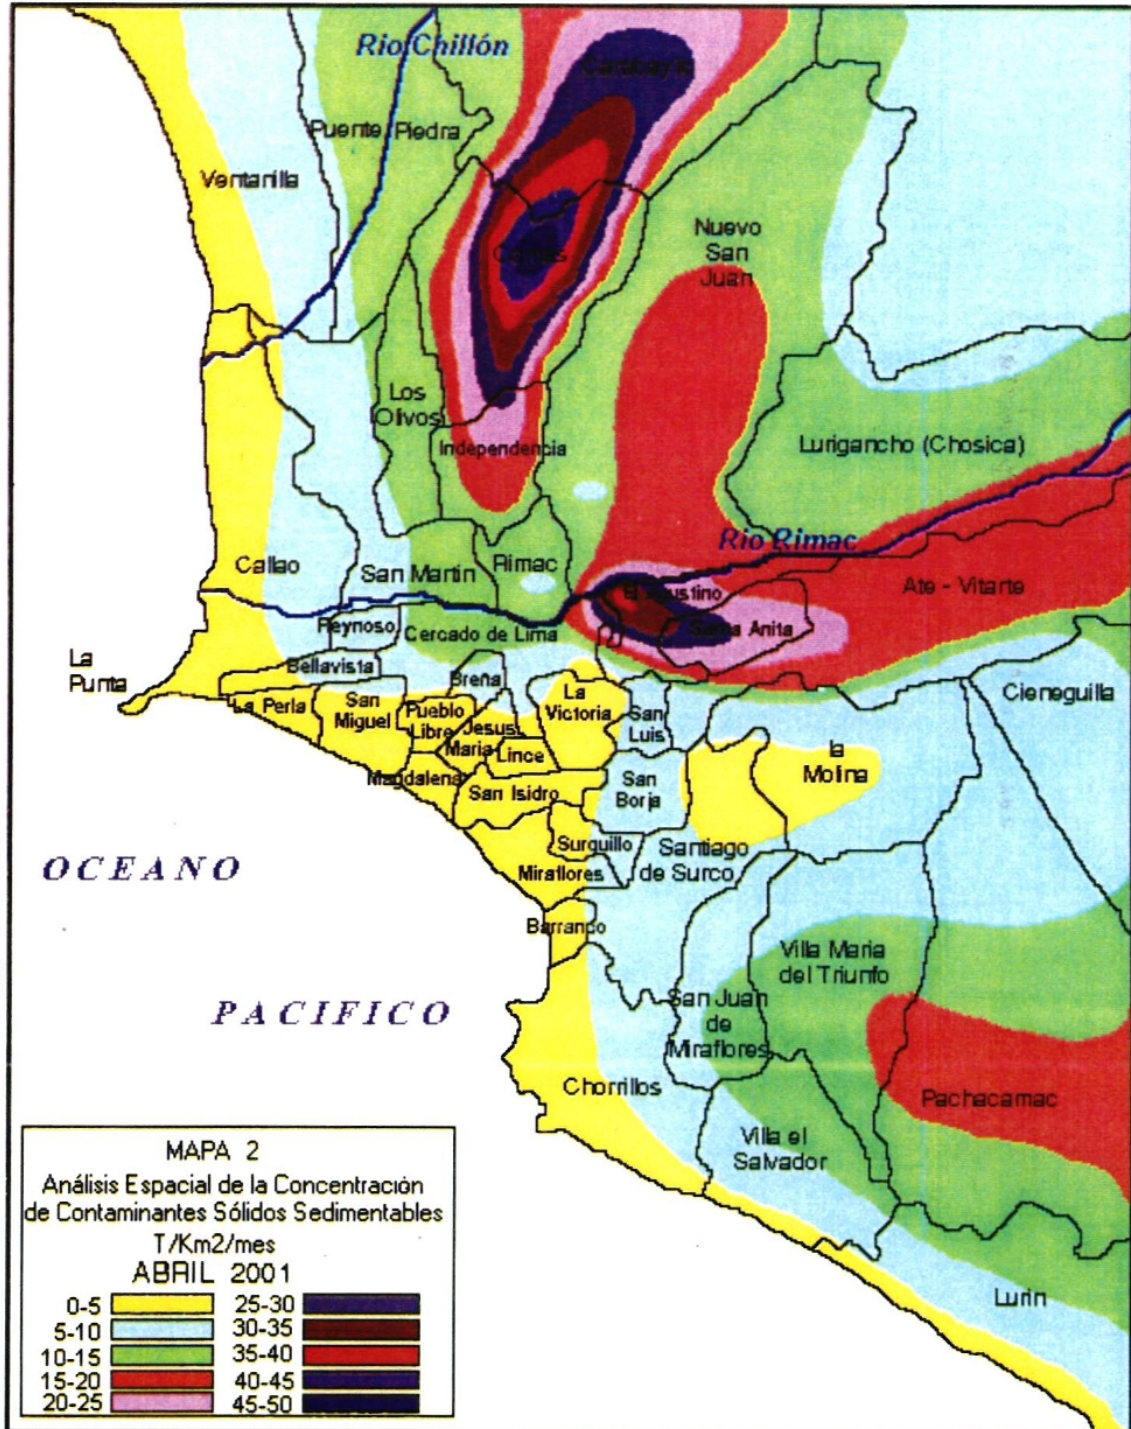 Rio Chillón
Carabayllo
Puente Piedra
Ventanilla
Nuevo
San
Juan
Comas
Los
Olivos
Independencia
Lurigancho (Chosica)
Rio Rimac
Callao
San Martin
Rimac
El Agustino
Ate - Vitarte
Santa Anita
Reynoso
Cercado de Lima
La
Punta
Bellavista
Breña
Cieneguilla
La Perla
San
Miguel
Pueblo
Libre
Jesus
Maria
Lince
La
Victoria
San
Luis
la
Molina
Magdalena
San Isidro
San
Borja
Surquillo
Santiago
de Surco
Miraflores
OCEANO
Barranco
Villa Maria
del Triunfo
PACIFICO
San Juan
de
Miraflores
Chorrillos
Pachacamac
Villa el
Salvador
Lurin
MAPA 2
Análisis Espacial de la Concentración
de Contaminantes Sólidos Sedimentables
T/Km2/mes
ABRIL 2001
0-5 25-30
5-10 30-35
10-15 35-40
15-20 40-45
20-25 45-50